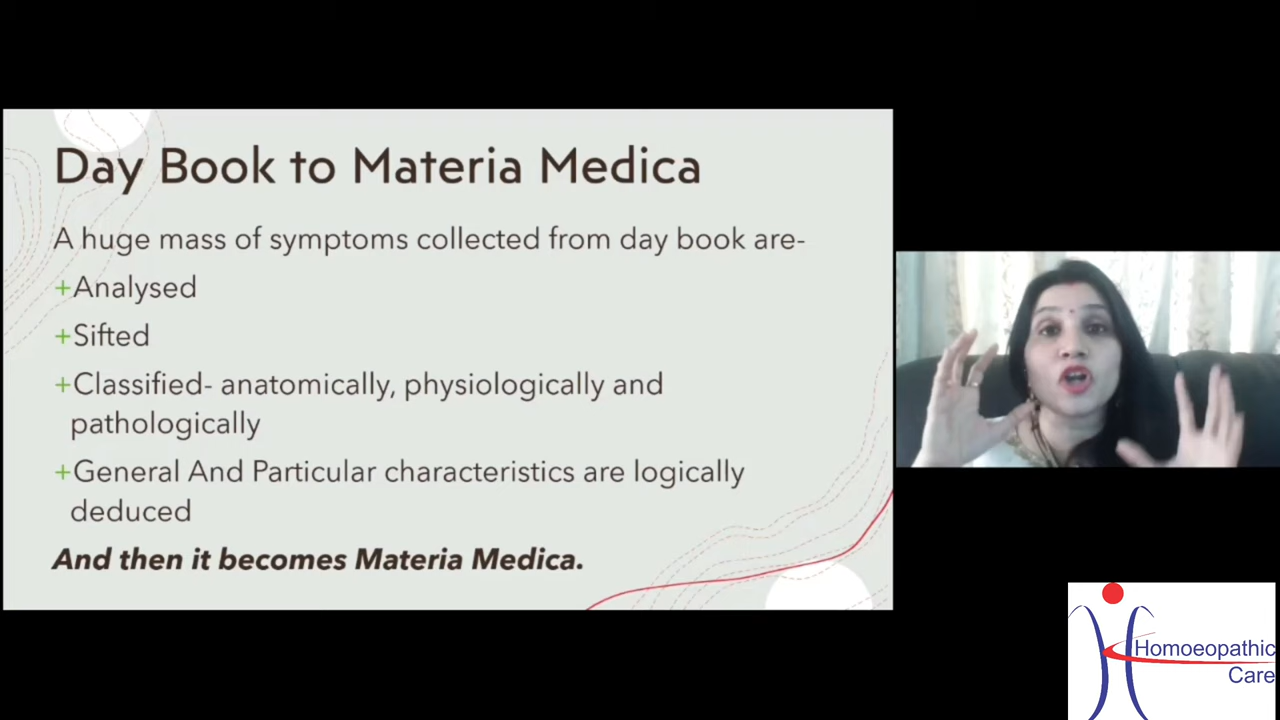 Day Book to Materia Medica
A huge mass of symptoms collected from day book are-
+Analysed
+Sifted
+Classified- anatomically, physiologically and
pathologically
+General And Particular characteristics are logically
deduced
And then it becomes Materia Medica.
Homoeopathic
Care